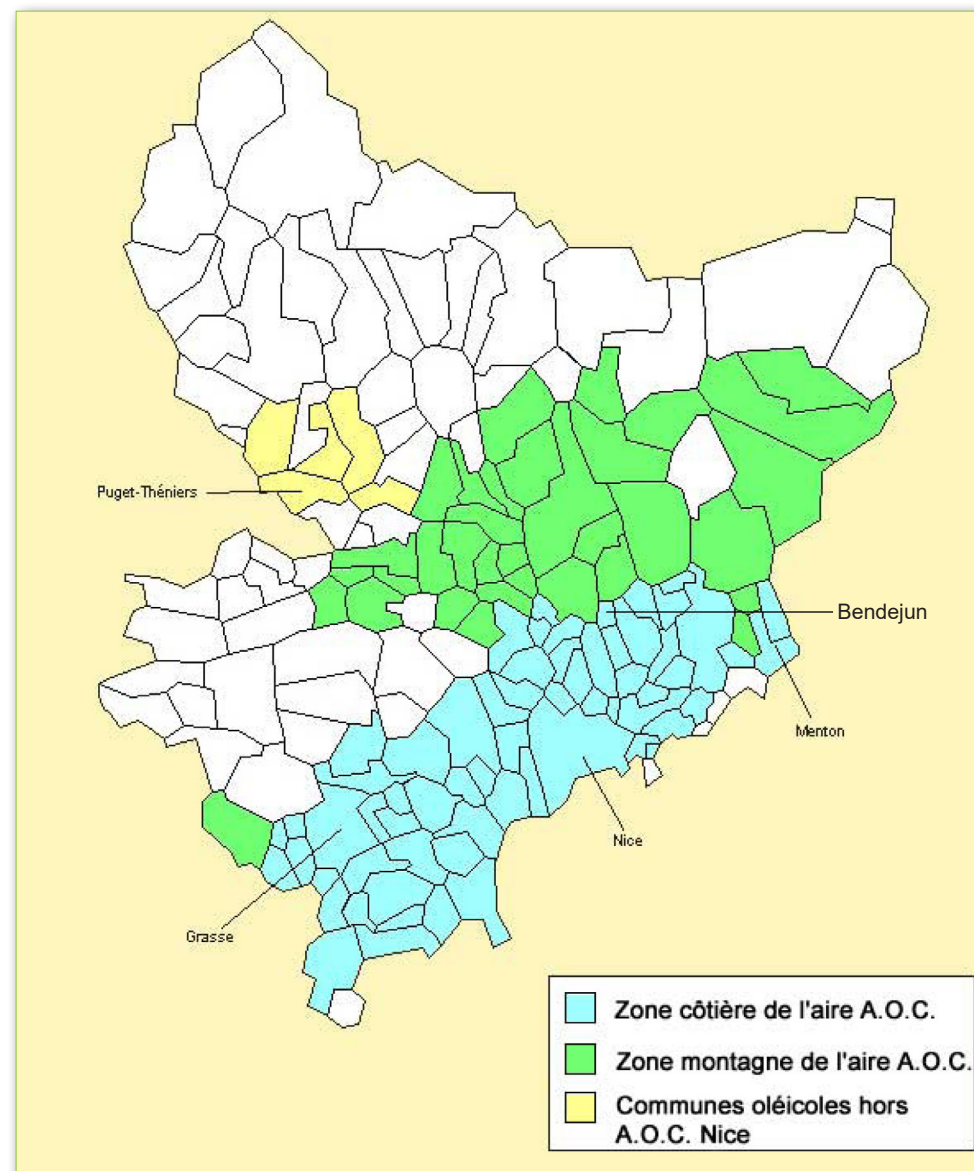 Puget-Théniers
Bendejun
Menton
Nice
Grasse
Zone côtière de l'aire A.O.C.
Zone montagne de l'aire A.O.C.
Communes oléicoles hors
A.O.C. Nice